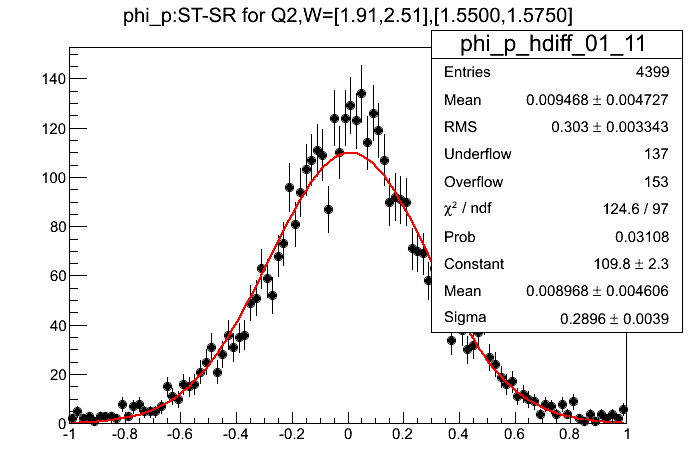 phi_p:ST-SR for Q2,W=[1.91,2.51],[1.5500,1.5750]
phi_p_hdiff_01_11
Entries 4399
Mean 0.009468 ± 0.004727
RMS 0.303 ± 0.003343
Underflow 137
Overflow 153
χ² / ndf 124.6 / 97
Prob 0.03108
Constant 109.8 ± 2.3
Mean 0.008968 ± 0.004606
Sigma 0.2896 ± 0.0039
140
120
100
80
60
40
20
0
-1 -0.8 -0.6 -0.4 -0.2 0 0.2 0.4 0.6 0.8 1